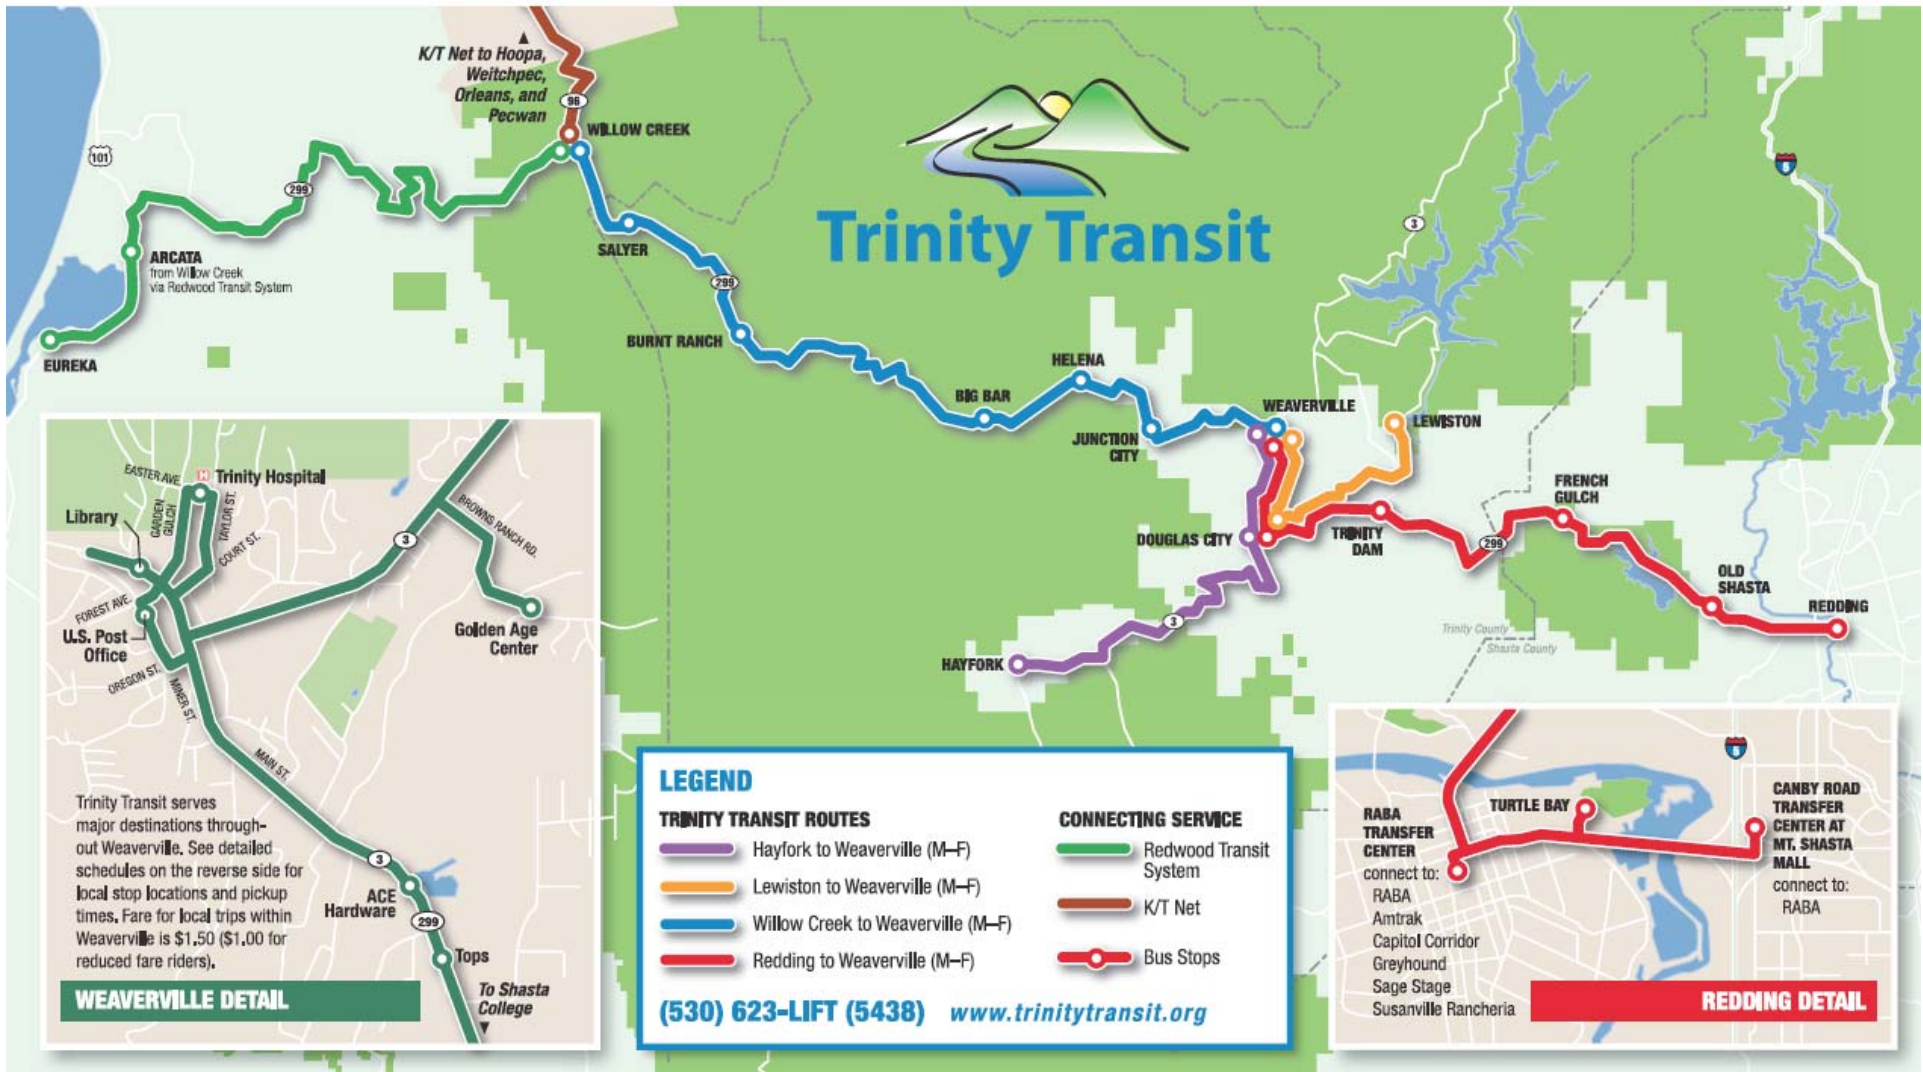 K/T Net to Hoopa,
Weitchpec,
Orleans, and
Pecwan
96
WILLOW CREEK
101
299
ARCATA
from Willow Creek
via Redwood Transit System
EUREKA
SALYER
299
BURNT RANCH
BIG BAR
HELENA
JUNCTION
CITY
Trinity Transit
3
5
WEAVERVILLE
LEWISTON
DOUGLAS CITY
TRINITY
DAM
299
FRENCH
GULCH
OLD
SHASTA
REDDING
Trinity County
Shasta County
3
HAYFORK
EASTER AVE.
H
Trinity Hospital
Library
GARDEN
GULCH
TAYLOR ST.
COURT ST.
3
BROWNS RANCH RD.
FOREST AVE.
U.S. Post
Office
Golden Age
Center
OREGON ST.
MINER ST.
MAIN ST.
Trinity Transit serves
major destinations through-
out Weaverville. See detailed
schedules on the reverse side for
local stop locations and pickup
times. Fare for local trips within
Weaverville is $1.50 ($1.00 for
reduced fare riders).
3
ACE
Hardware
299
Tops
To Shasta
College
WEAVERVILLE DETAIL
LEGEND
TRINITY TRANSIT ROUTES
Hayfork to Weaverville (M–F)
Lewiston to Weaverville (M–F)
Willow Creek to Weaverville (M–F)
Redding to Weaverville (M–F)
CONNECTING SERVICE
Redwood Transit
System
K/T Net
Bus Stops
(530) 623-LIFT (5438) www.trinitytransit.org
5
RABA
TRANSFER
CENTER
connect to:
RABA
Amtrak
Capitol Corridor
Greyhound
Sage Stage
Susanville Rancheria
TURTLE BAY
CANBY ROAD
TRANSFER
CENTER AT
MT. SHASTA
MALL
connect to:
RABA
REDDING DETAIL